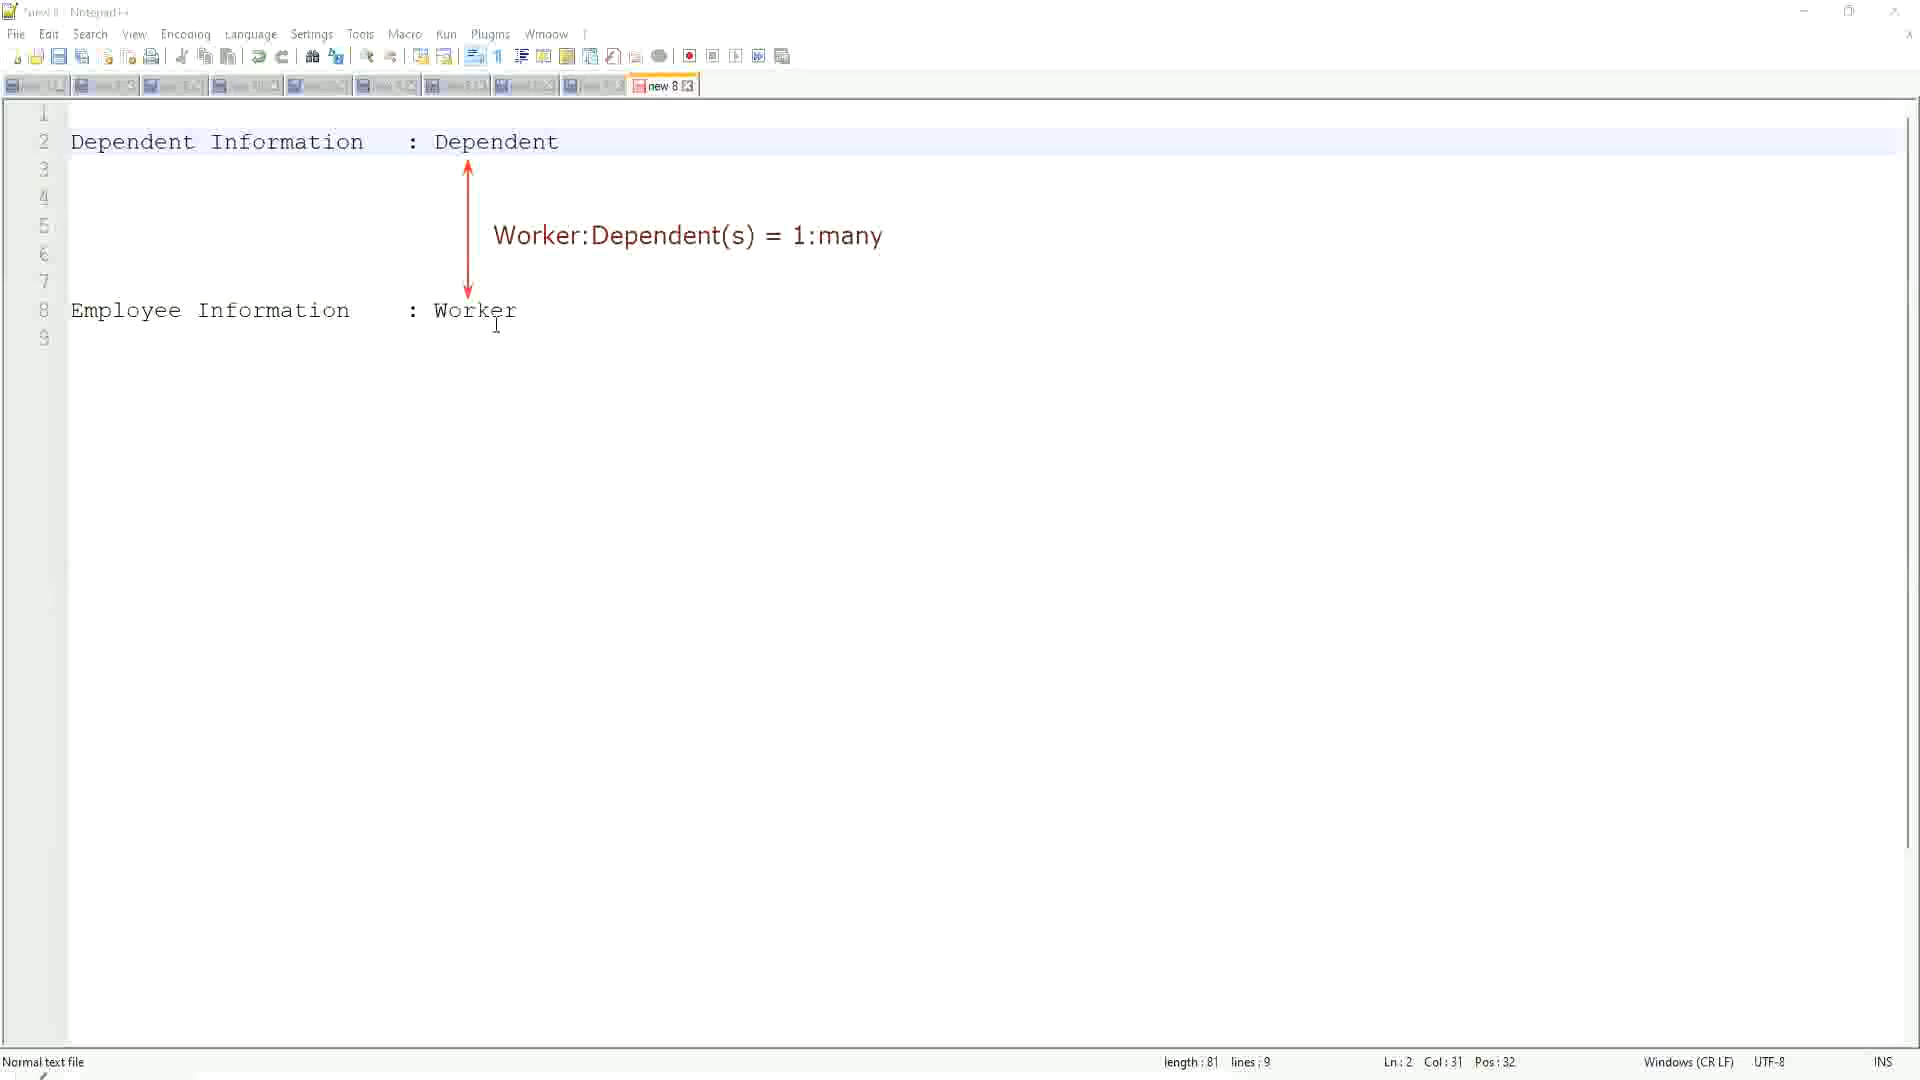 *new 8 - Notepad++
File Edit Search View Encoding Language Settings Tools Macro Run Plugins Window
new 8
1
2 Dependent Information : Dependent
3
4
5 Worker:Dependent(s) = 1:many
6
7
8 Employee Information : Worker
9
Normal text file length : 81 lines : 9 Ln : 2 Col : 31 Pos : 32 Windows (CR LF) UTF-8 INS